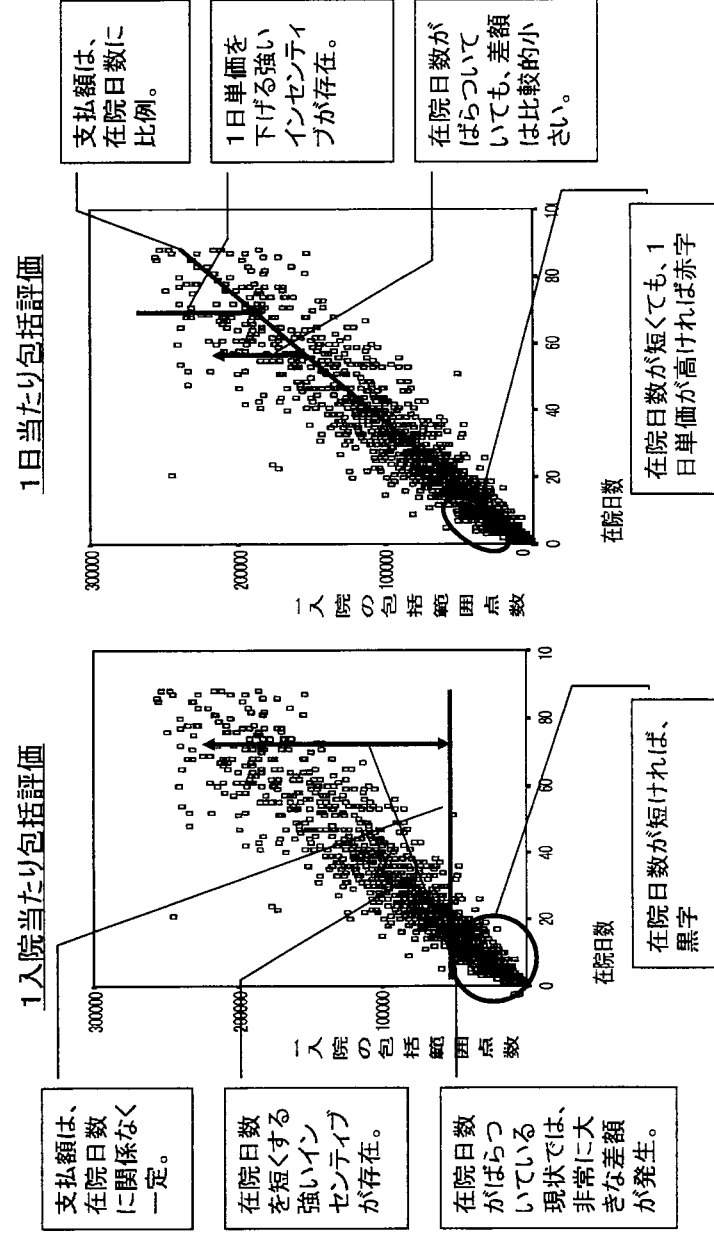 1入院当たり包括評価
支払額は、
在院日数
に関係なく
一定。
在院日数
を短くする
強いイン
センティブ
が存在。
在院日数
がばらつ
いている
現状では、
非常に大
きな差額
が発生。
一入院の包括範囲点数
300000
200000
100000
0
0
20
40
60
80
10
在院日数
在院日数が短ければ、
黒字
1日当たり包括評価
一入院の包括範囲点数
300000
200000
100000
0
0
20
40
60
80
10
在院日数
支払額は、
在院日数に
比例。
1日単価を
下げる強い
インセンティ
ブが存在。
在院日数が
ばらついて
いても、差額
は比較的小
さい。
在院日数が短くても、1
日単価が高ければ赤字